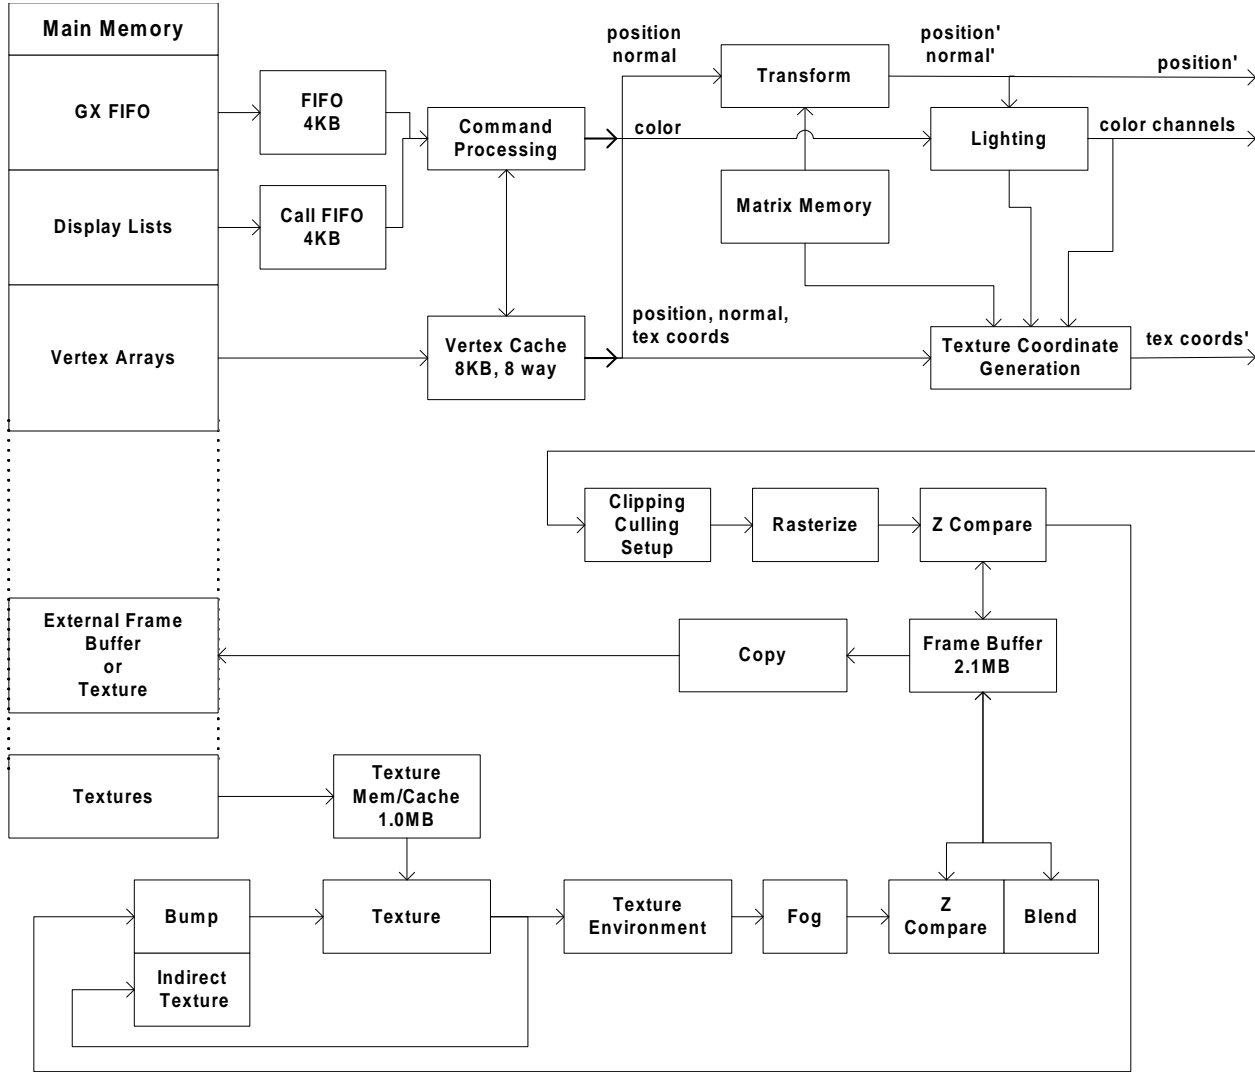 Main Memory
GX FIFO
FIFO
4KB
Command
Processing
position
normal
Transform
position'
normal'
position'
color
Lighting
color channels
Display Lists
Call FIFO
4KB
Matrix Memory
Vertex Arrays
Vertex Cache
8KB, 8 way
position, normal,
tex coords
Texture Coordinate
Generation
tex coords'
Clipping
Culling
Setup
Rasterize
Z Compare
External Frame
Buffer
or
Texture
Copy
Frame Buffer
2.1MB
Textures
Texture
Mem/Cache
1.0MB
Bump
Indirect
Texture
Texture
Texture
Environment
Fog
Z
Compare
Blend